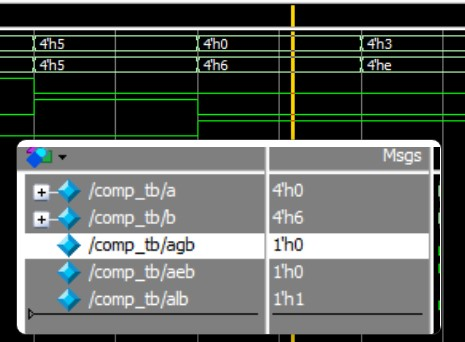 4'h5 4'h0 4'h3
4'h5 4'h6 4'he
Msgs
/comp_tb/a 4'h0
/comp_tb/b 4'h6
/comp_tb/agb 1'h0
/comp_tb/aeb 1'h0
/comp_tb/alb 1'h1